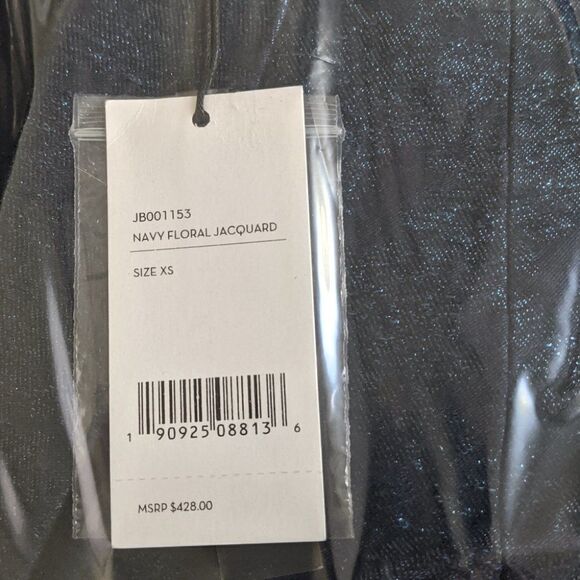 JB001153
NAVY FLORAL JACQUARD
SIZE XS
1 90925 08813 6
MSRP $428.00